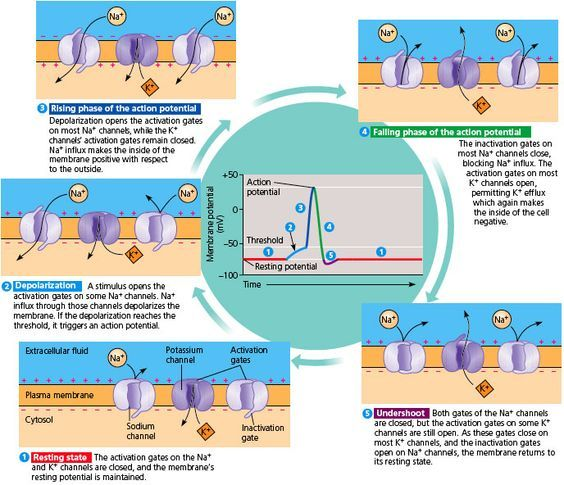 Na⁺
Na⁺
K⁺
3 Rising phase of the action potential
Depolarization opens the activation gates
on most Na⁺ channels, while the K⁺
channels' activation gates remain closed.
Na⁺ influx makes the inside of the
membrane positive with respect
to the outside.
Na⁺
Na⁺
K⁺
4 Falling phase of the action potential
The inactivation gates on
most Na⁺ channels close,
blocking Na⁺ influx. The
activation gates on most
K⁺ channels open,
permitting K⁺ efflux
which again makes
the inside of the cell
negative.
Na⁺
Na⁺
K⁺
2 Depolarization A stimulus opens the
activation gates on some Na⁺ channels. Na⁺
influx through those channels depolarizes the
membrane. If the depolarization reaches the
threshold, it triggers an action potential.
Membrane potential
(mV)
+50
0
−50
−100
Action
potential
Threshold
Resting potential
1
2
3
4
5
1
Time
Extracellular fluid
Plasma membrane
Cytosol
Na⁺
Potassium
channel
Activation
gates
K⁺
Sodium
channel
Inactivation
gate
1 Resting state The activation gates on the Na⁺
and K⁺ channels are closed, and the membrane's
resting potential is maintained.
Na⁺
Na⁺
K⁺
5 Undershoot Both gates of the Na⁺ channels
are closed, but the activation gates on some K⁺
channels are still open. As these gates close on
most K⁺ channels, and the inactivation gates
open on Na⁺ channels, the membrane returns to
its resting state.